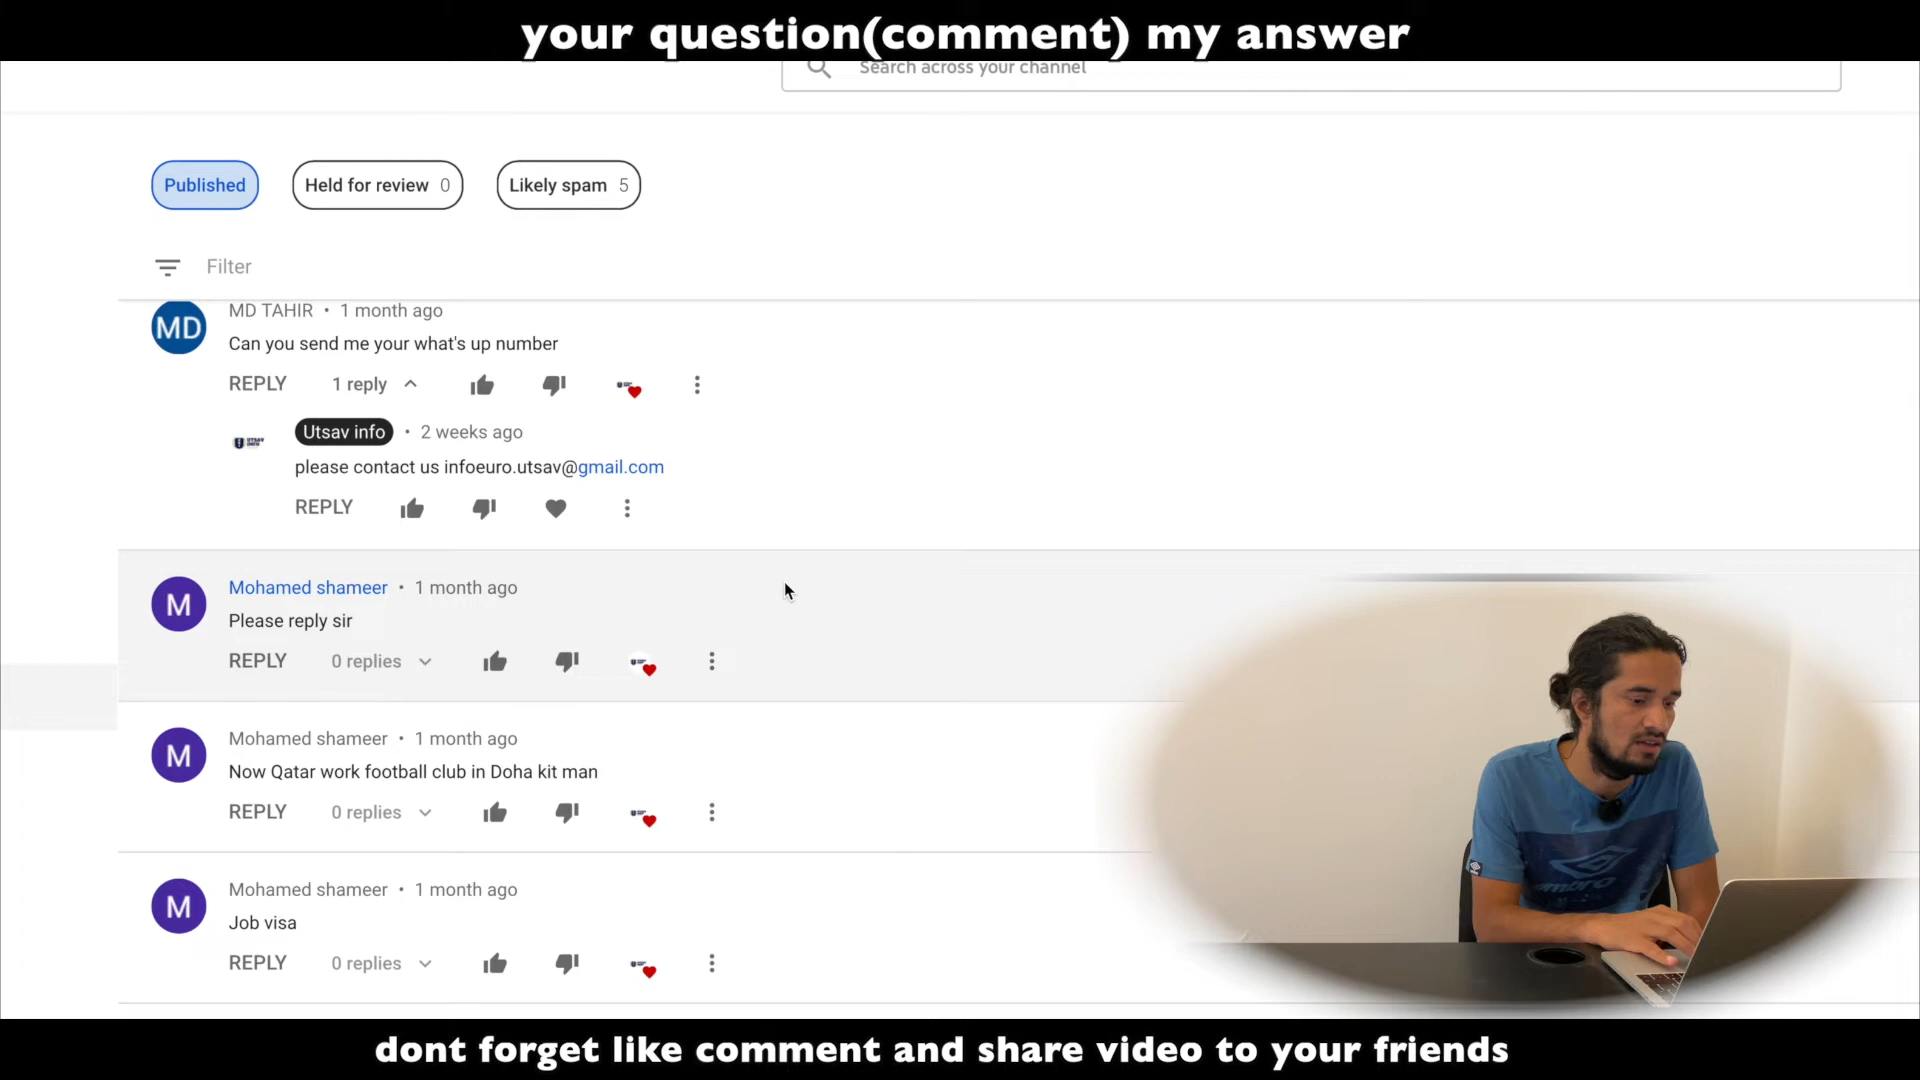 your question(comment) my answer
Search across your channel
Published
Held for review 0
Likely spam 5
Filter
MD
MD TAHIR • 1 month ago
Can you send me your what's up number
REPLY 1 reply
UTSAV INFO
Utsav info • 2 weeks ago
please contact us infoeuro.utsav@gmail.com
REPLY
M
Mohamed shameer • 1 month ago
Please reply sir
REPLY 0 replies
M
Mohamed shameer • 1 month ago
Now Qatar work football club in Doha kit man
REPLY 0 replies
M
Mohamed shameer • 1 month ago
Job visa
REPLY 0 replies
umbro
dont forget like comment and share video to your friends